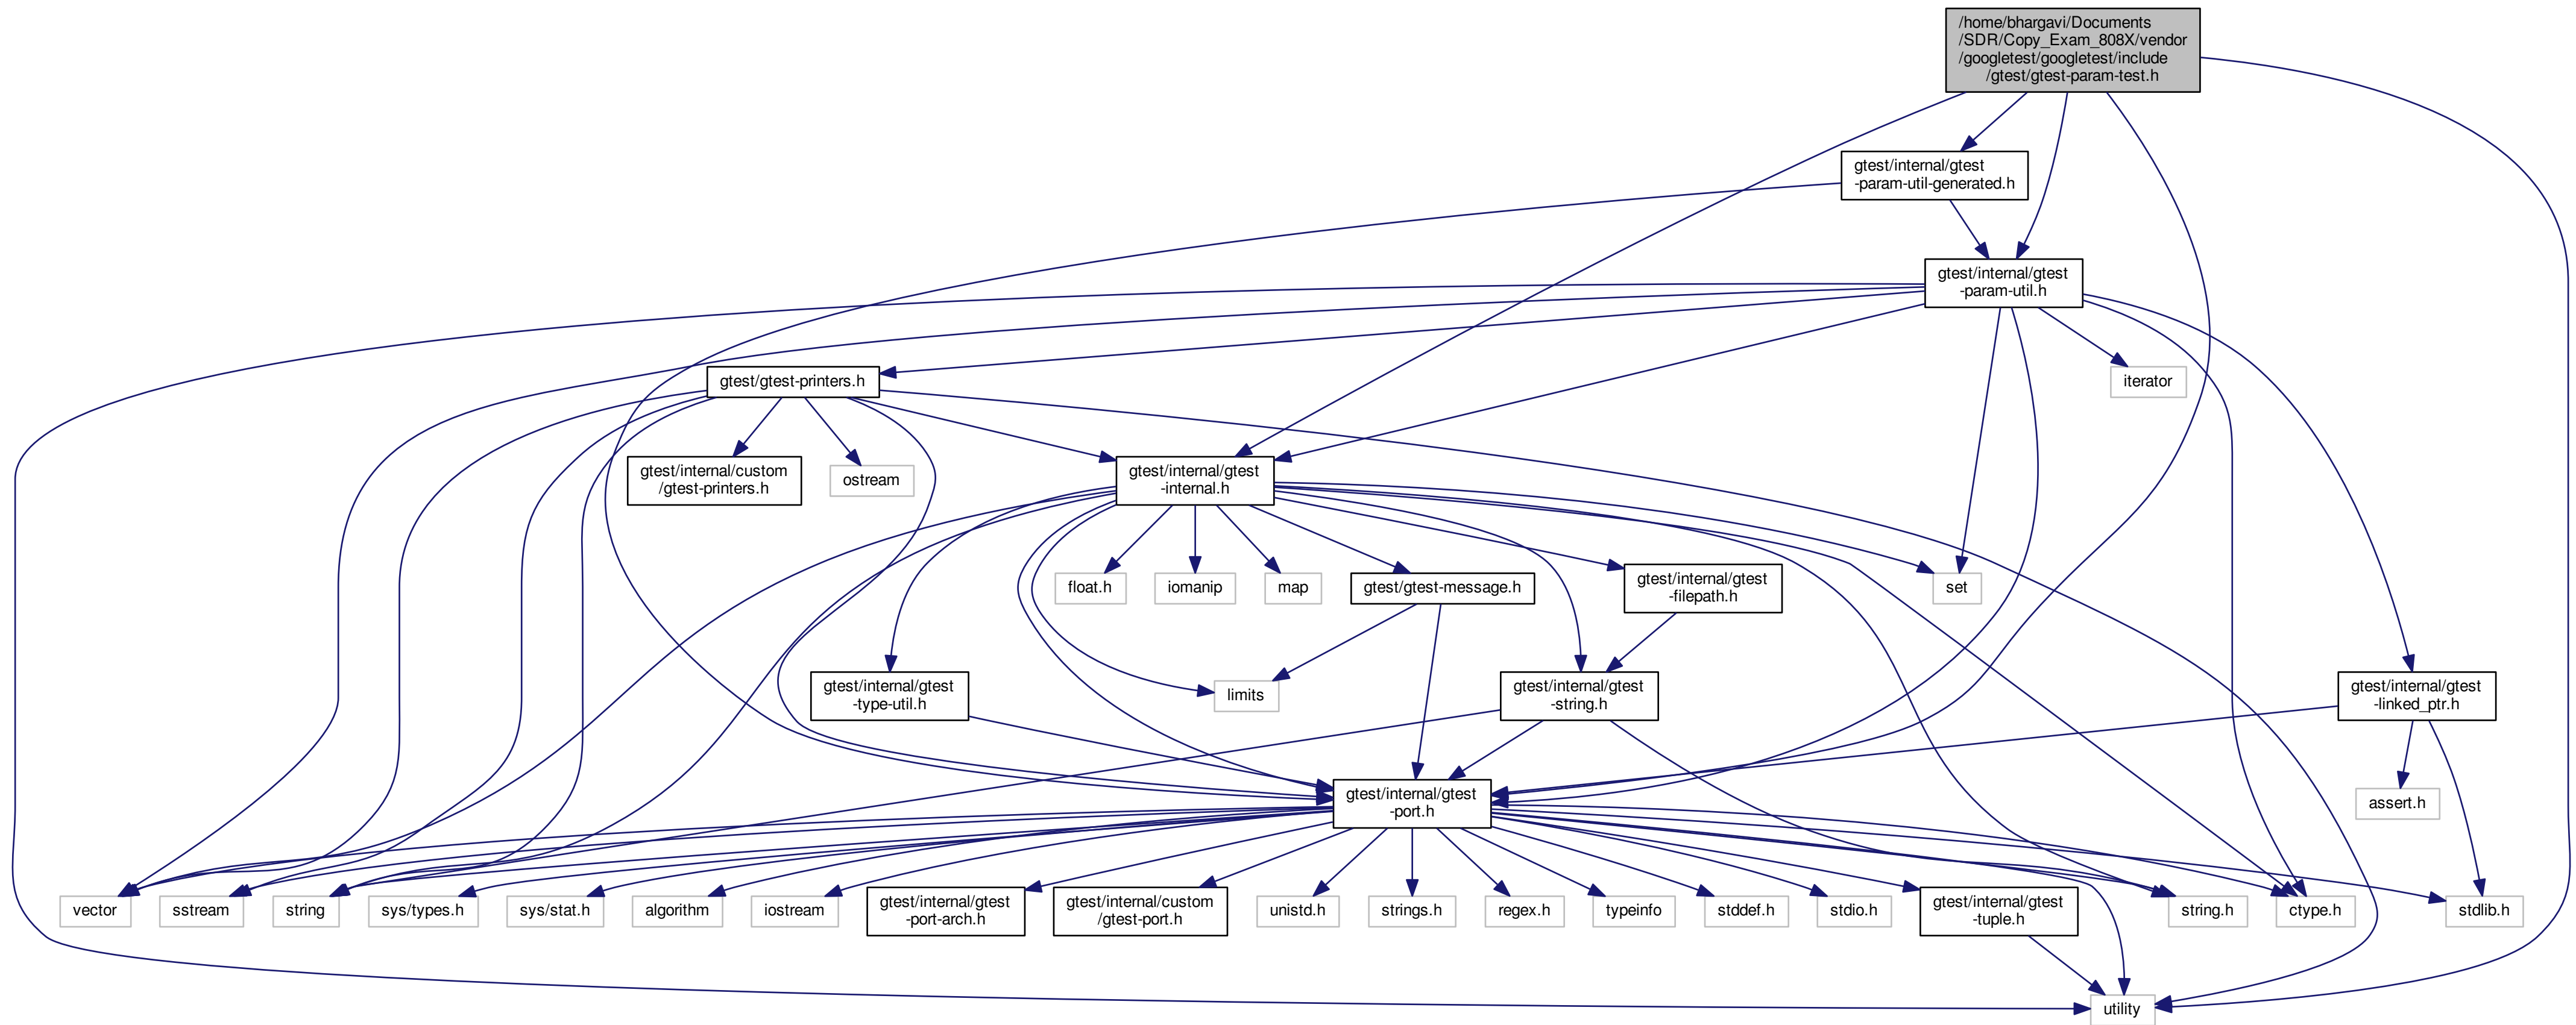 /home/bhargavi/Documents
/SDR/Copy_Exam_808X/vendor
/googletest/googletest/include
/gtest/gtest-param-test.h
gtest/internal/gtest
-param-util-generated.h
gtest/internal/gtest
-param-util.h
gtest/gtest-printers.h
iterator
gtest/internal/custom
/gtest-printers.h
ostream
gtest/internal/gtest
-internal.h
float.h
iomanip
map
gtest/gtest-message.h
gtest/internal/gtest
-filepath.h
set
gtest/internal/gtest
-type-util.h
limits
gtest/internal/gtest
-string.h
gtest/internal/gtest
-linked_ptr.h
gtest/internal/gtest
-port.h
assert.h
vector
sstream
string
sys/types.h
sys/stat.h
algorithm
iostream
gtest/internal/gtest
-port-arch.h
gtest/internal/custom
/gtest-port.h
unistd.h
strings.h
regex.h
typeinfo
stddef.h
stdio.h
gtest/internal/gtest
-tuple.h
string.h
ctype.h
stdlib.h
utility